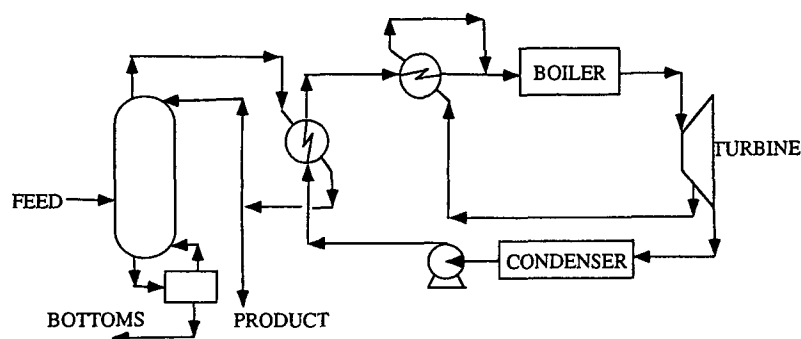 BOILER
TURBINE
FEED
CONDENSER
BOTTOMS
PRODUCT